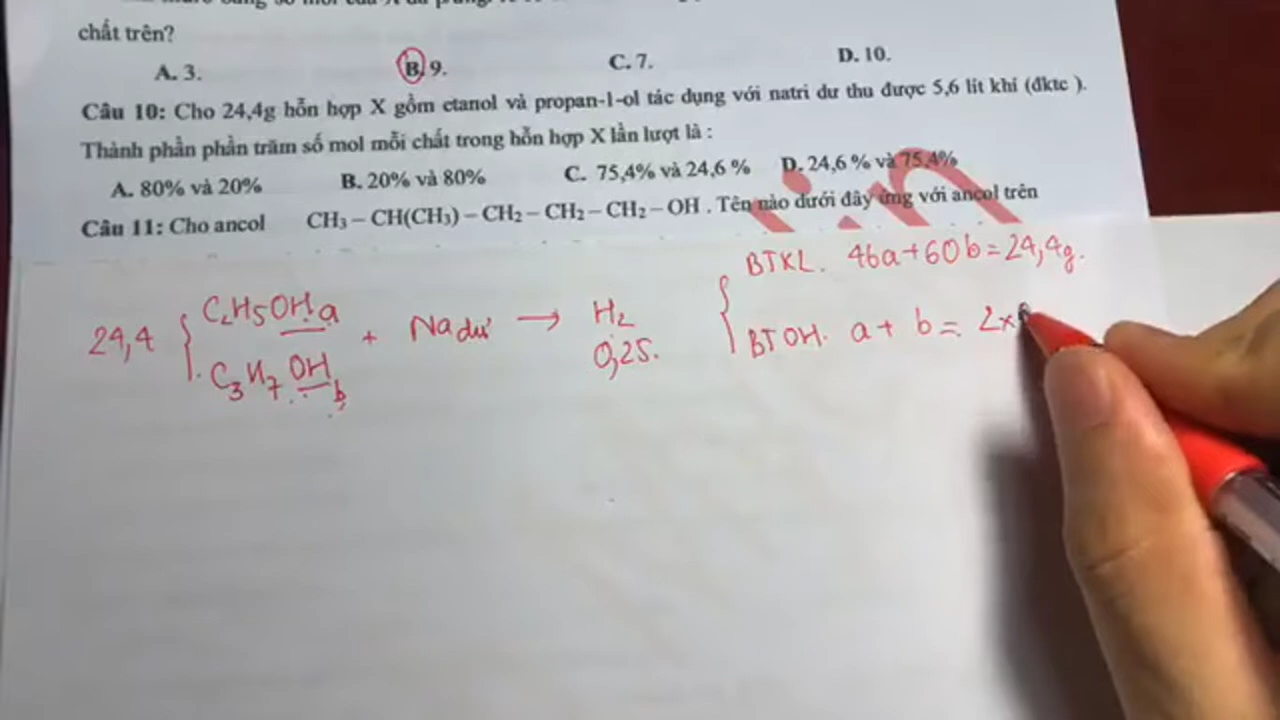 chất trên?
A. 3. B. 9. C. 7. D. 10.
Câu 10: Cho 24,4g hỗn hợp X gồm etanol và propan-1-ol tác dụng với natri dư thu được 5,6 lít khí (đktc ).
Thành phần phần trăm số mol mỗi chất trong hỗn hợp X lần lượt là :
A. 80% và 20% B. 20% và 80% C. 75,4% và 24,6 % D. 24,6 % và 75,4%
Câu 11: Cho ancol CH₃ – CH(CH₃) – CH₂ – CH₂ – CH₂ – OH . Tên nào dưới đây ứng với ancol trên
24,4 { C₂H₅OH a
C₃H₇OH b
+ Na dư → H₂
0,25.
{ BTKL. 46a+60b=24,4g.
BTOH. a + b = 2x